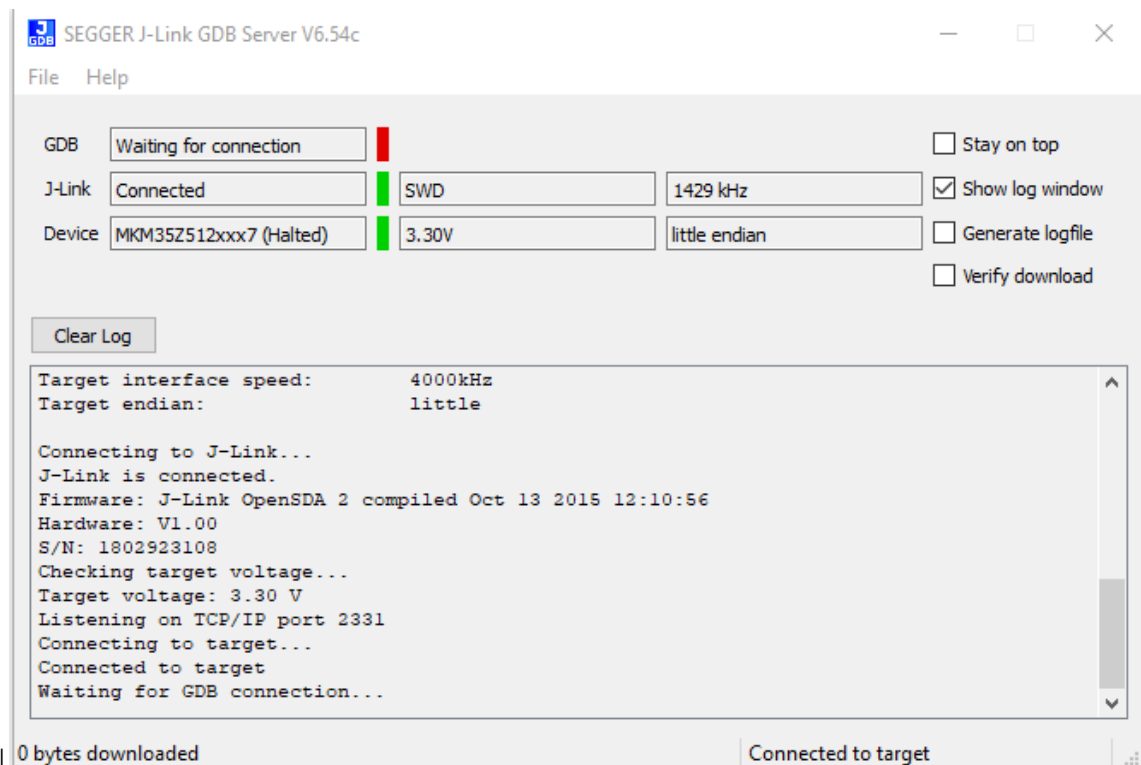 J
GDB
SEGGER J-Link GDB Server V6.54c
File Help
GDB Waiting for connection Stay on top
J-Link Connected SWD 1429 kHz Show log window
Device MKM35Z512xxx7 (Halted) 3.30V little endian Generate logfile
Verify download
Clear Log
Target interface speed: 4000kHz
Target endian: little
Connecting to J-Link...
J-Link is connected.
Firmware: J-Link OpenSDA 2 compiled Oct 13 2015 12:10:56
Hardware: V1.00
S/N: 1802923108
Checking target voltage...
Target voltage: 3.30 V
Listening on TCP/IP port 2331
Connecting to target...
Connected to target
Waiting for GDB connection...
0 bytes downloaded Connected to target